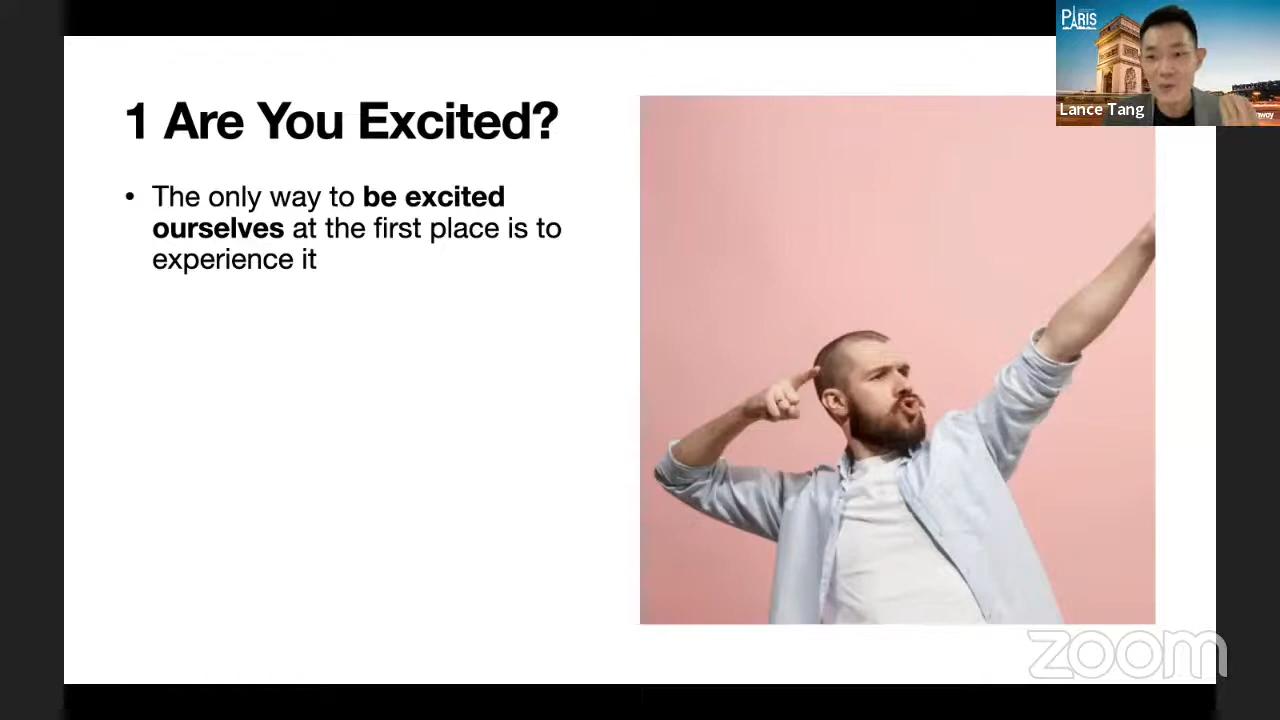 PARIS
Lance Tang
1 Are You Excited?
• The only way to be excited
ourselves at the first place is to
experience it
zoom